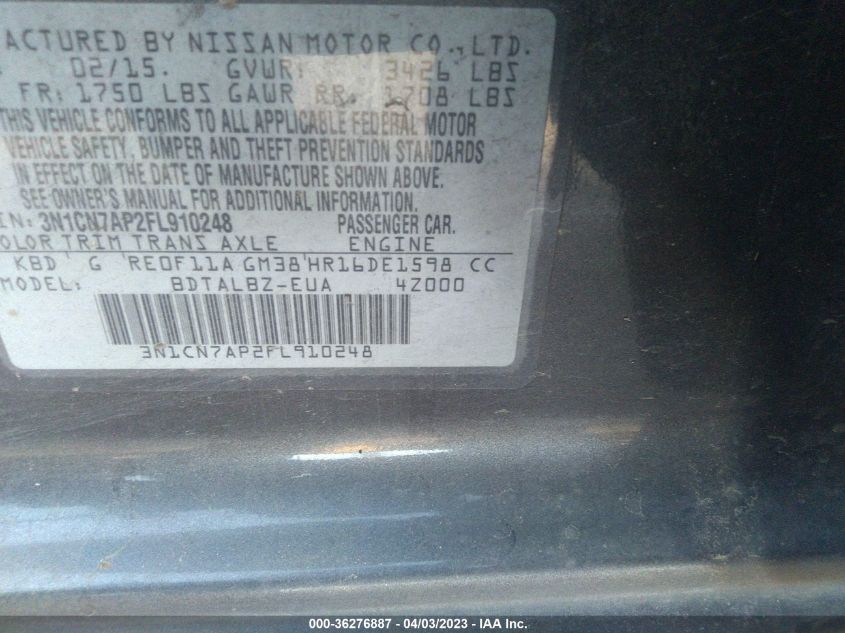 ACTURED BY NISSAN MOTOR CO., LTD.
02/15. GVWR: 3426 LBS
FR: 1750 LBS GAWR RR. 1708 LBS
THIS VEHICLE CONFORMS TO ALL APPLICABLE FEDERAL MOTOR
VEHICLE SAFETY, BUMPER AND THEFT PREVENTION STANDARDS
IN EFFECT ON THE DATE OF MANUFACTURE SHOWN ABOVE.
SEE OWNER'S MANUAL FOR ADDITIONAL INFORMATION.
IN: 3N1CN7AP2FL910248 PASSENGER CAR.
OLOR TRIM TRANS AXLE ENGINE
KBD G RE0F11A GM38 HR16DE1598 CC
MODEL: BDTALBZ-EUA 4Z000
3N1CN7AP2FL910248
000-36276887 - 04/03/2023 - IAA Inc.